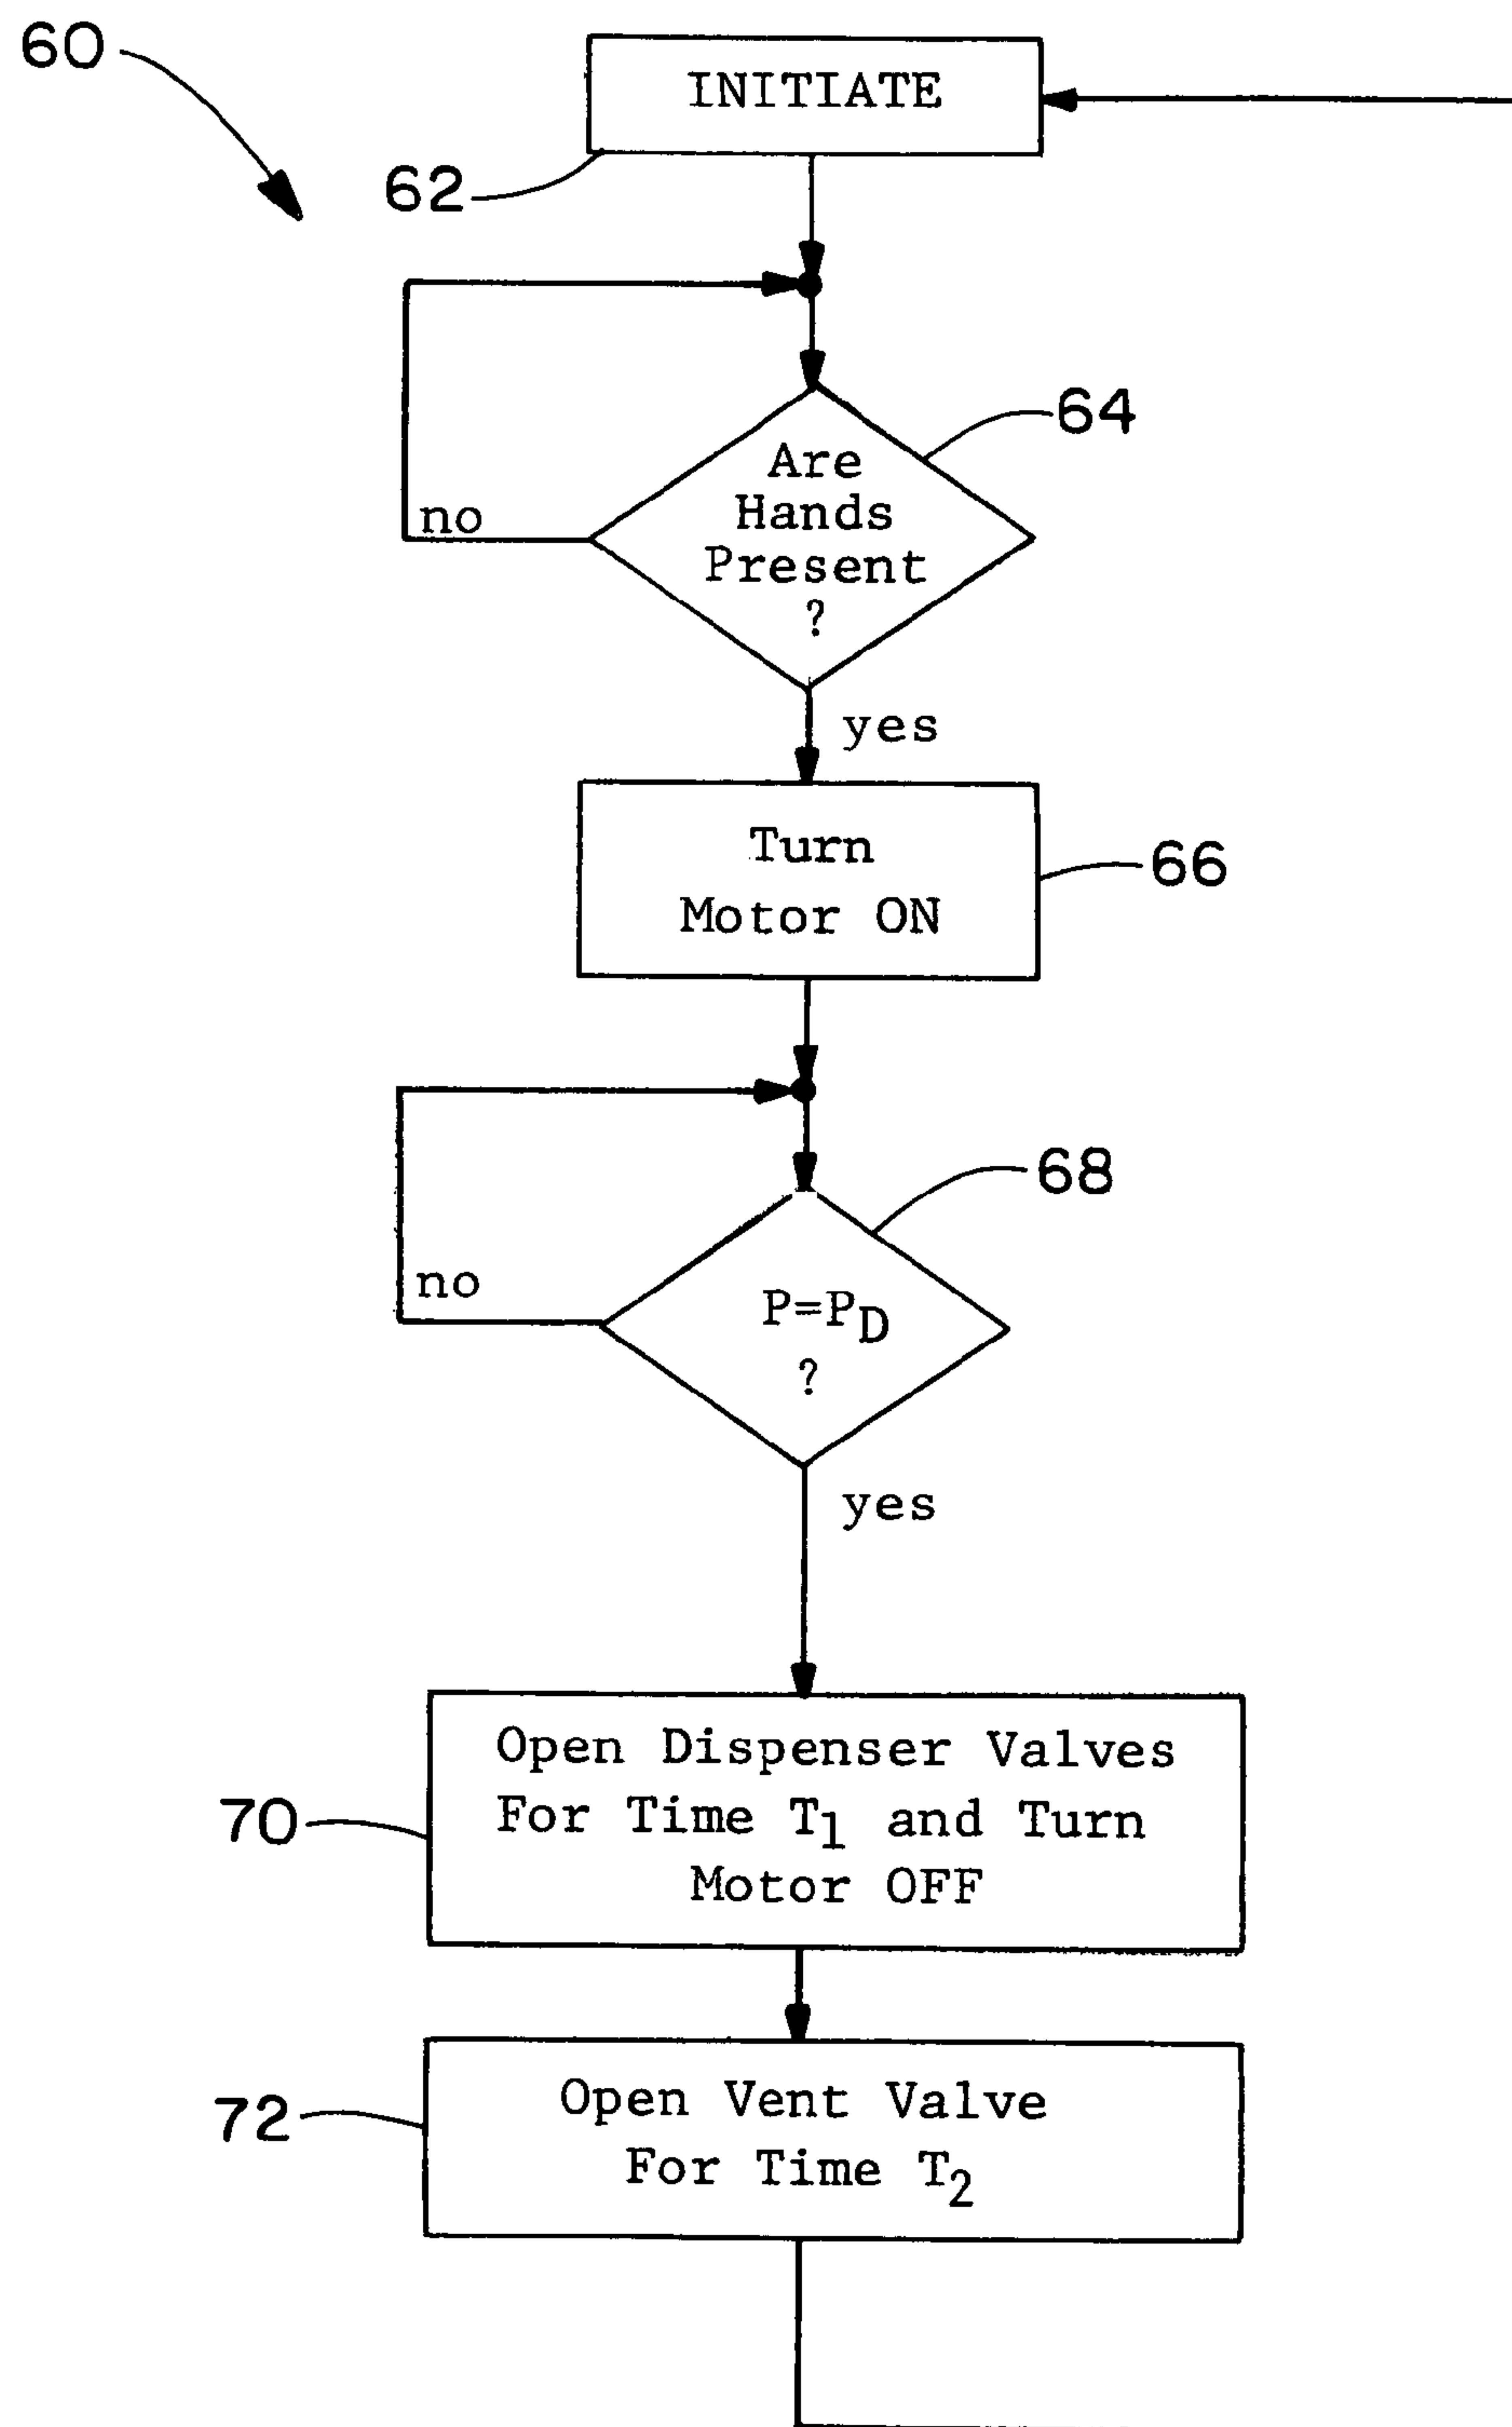 60
INITIATE
62
64
Are
Hands
Present
?
no
yes
Turn
Motor ON
66
68
P=PD
?
no
yes
Open Dispenser Valves
For Time T1 and Turn
Motor OFF
70
Open Vent Valve
For Time T2
72